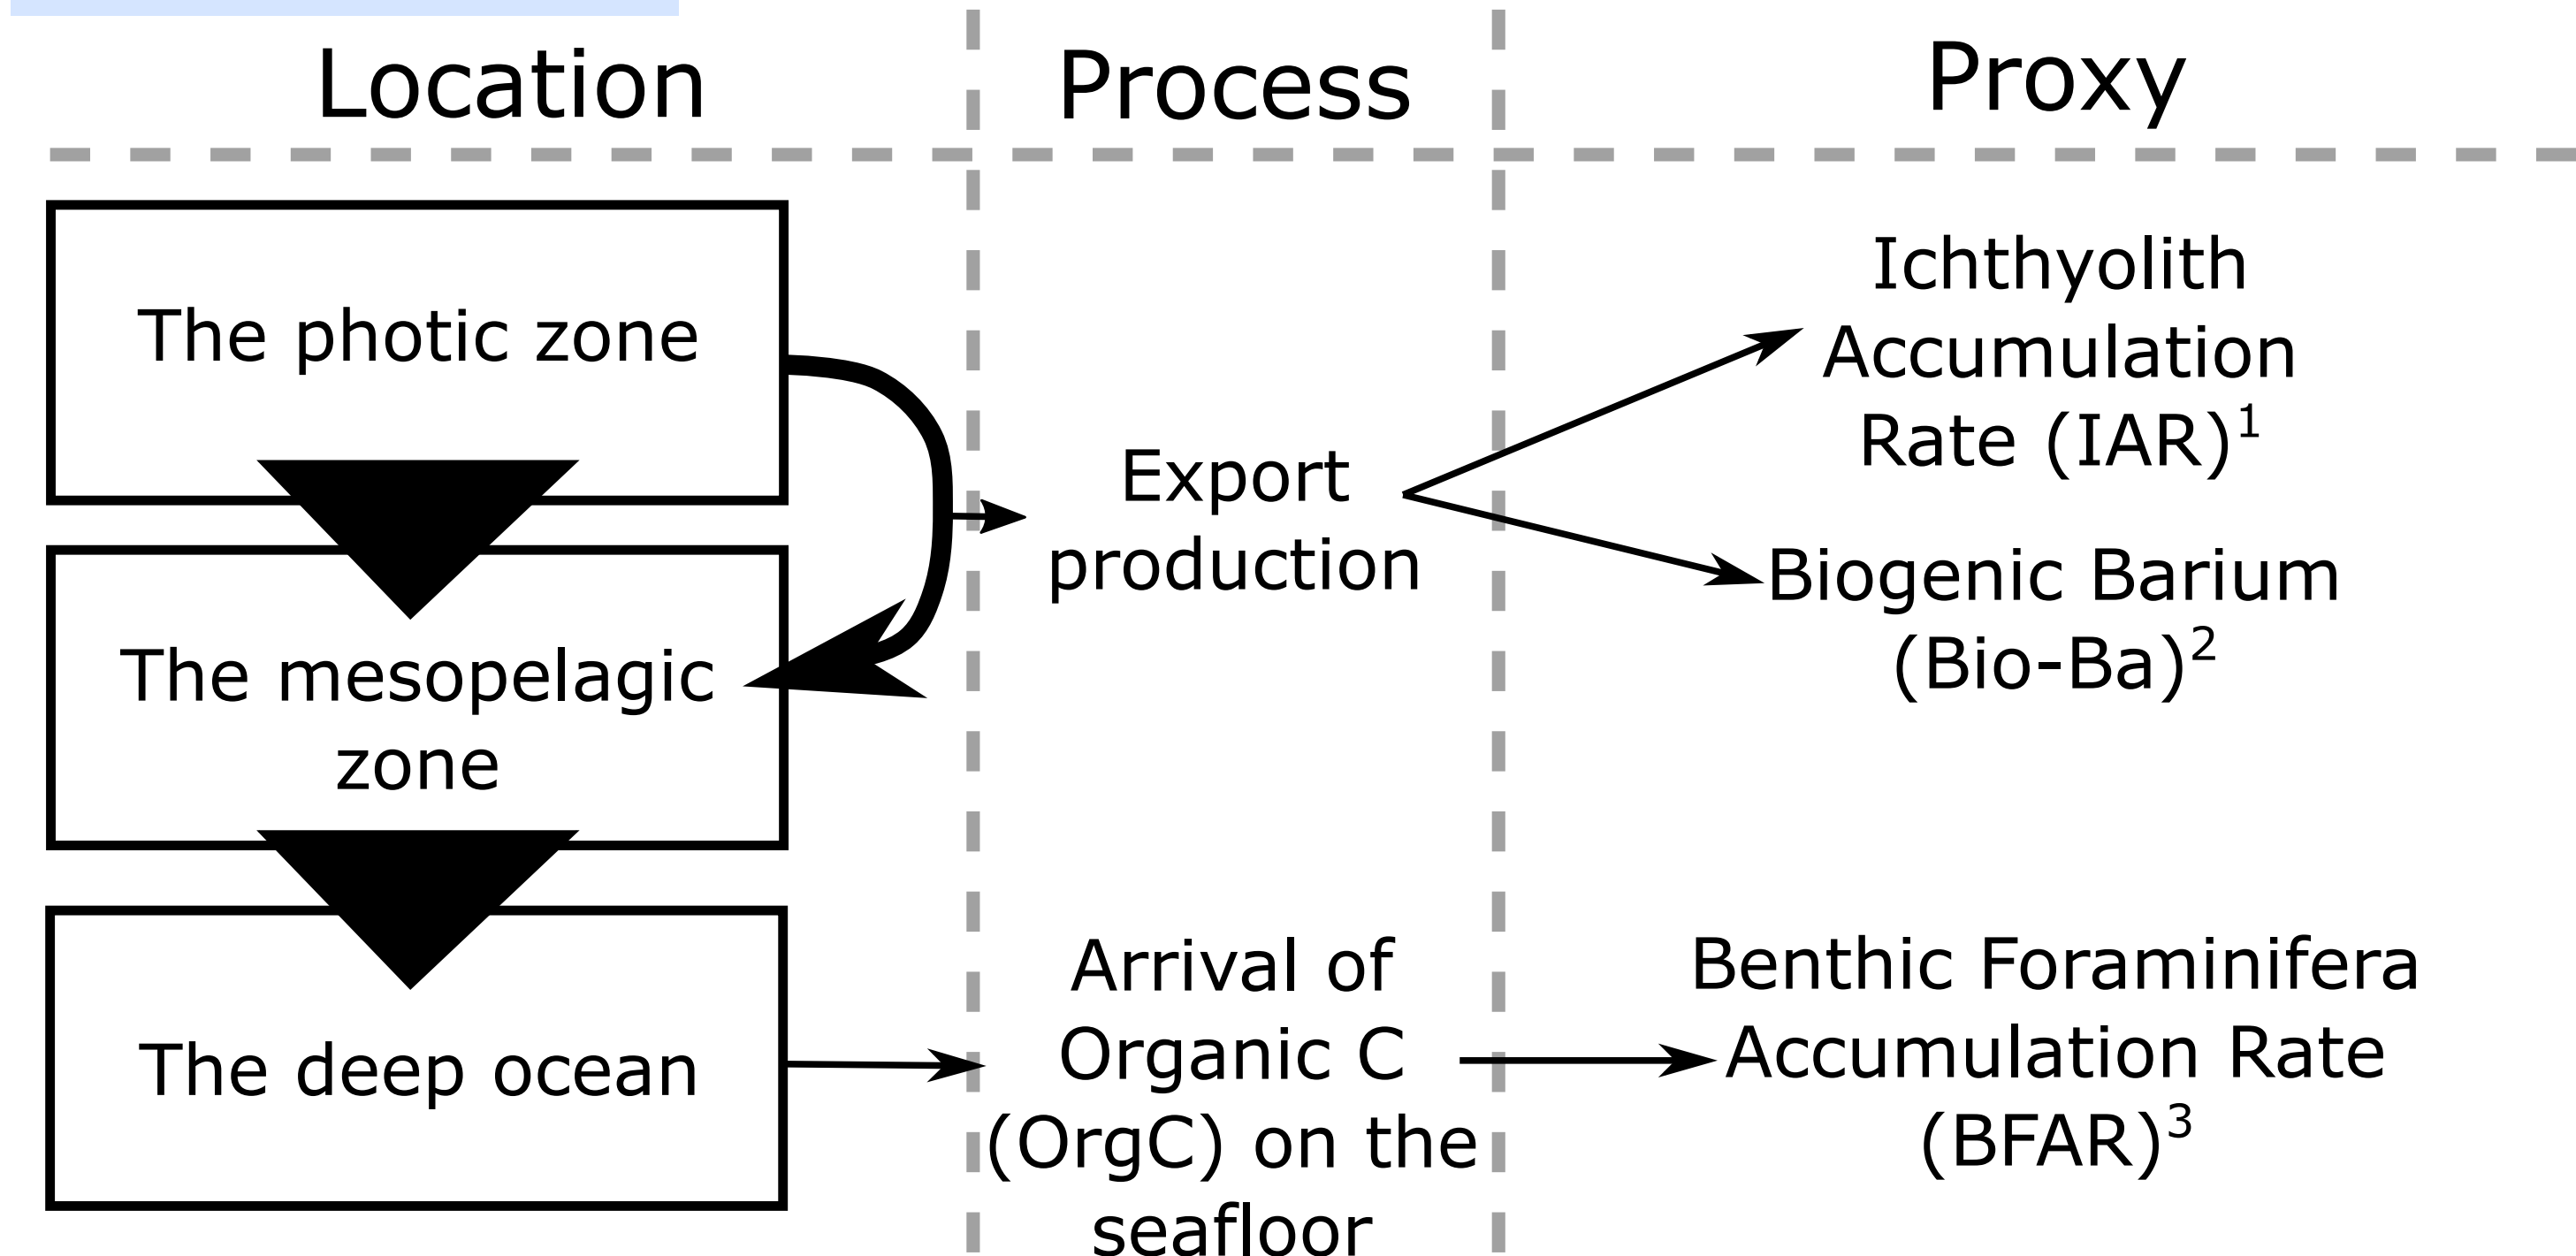 Location
Process
Proxy
The photic zone
The mesopelagic
zone
The deep ocean
Export
production
Arrival of
Organic C
(OrgC) on the
seafloor
Ichthyolith
Accumulation
Rate (IAR)¹
Biogenic Barium
(Bio-Ba)²
Benthic Foraminifera
Accumulation Rate
(BFAR)³